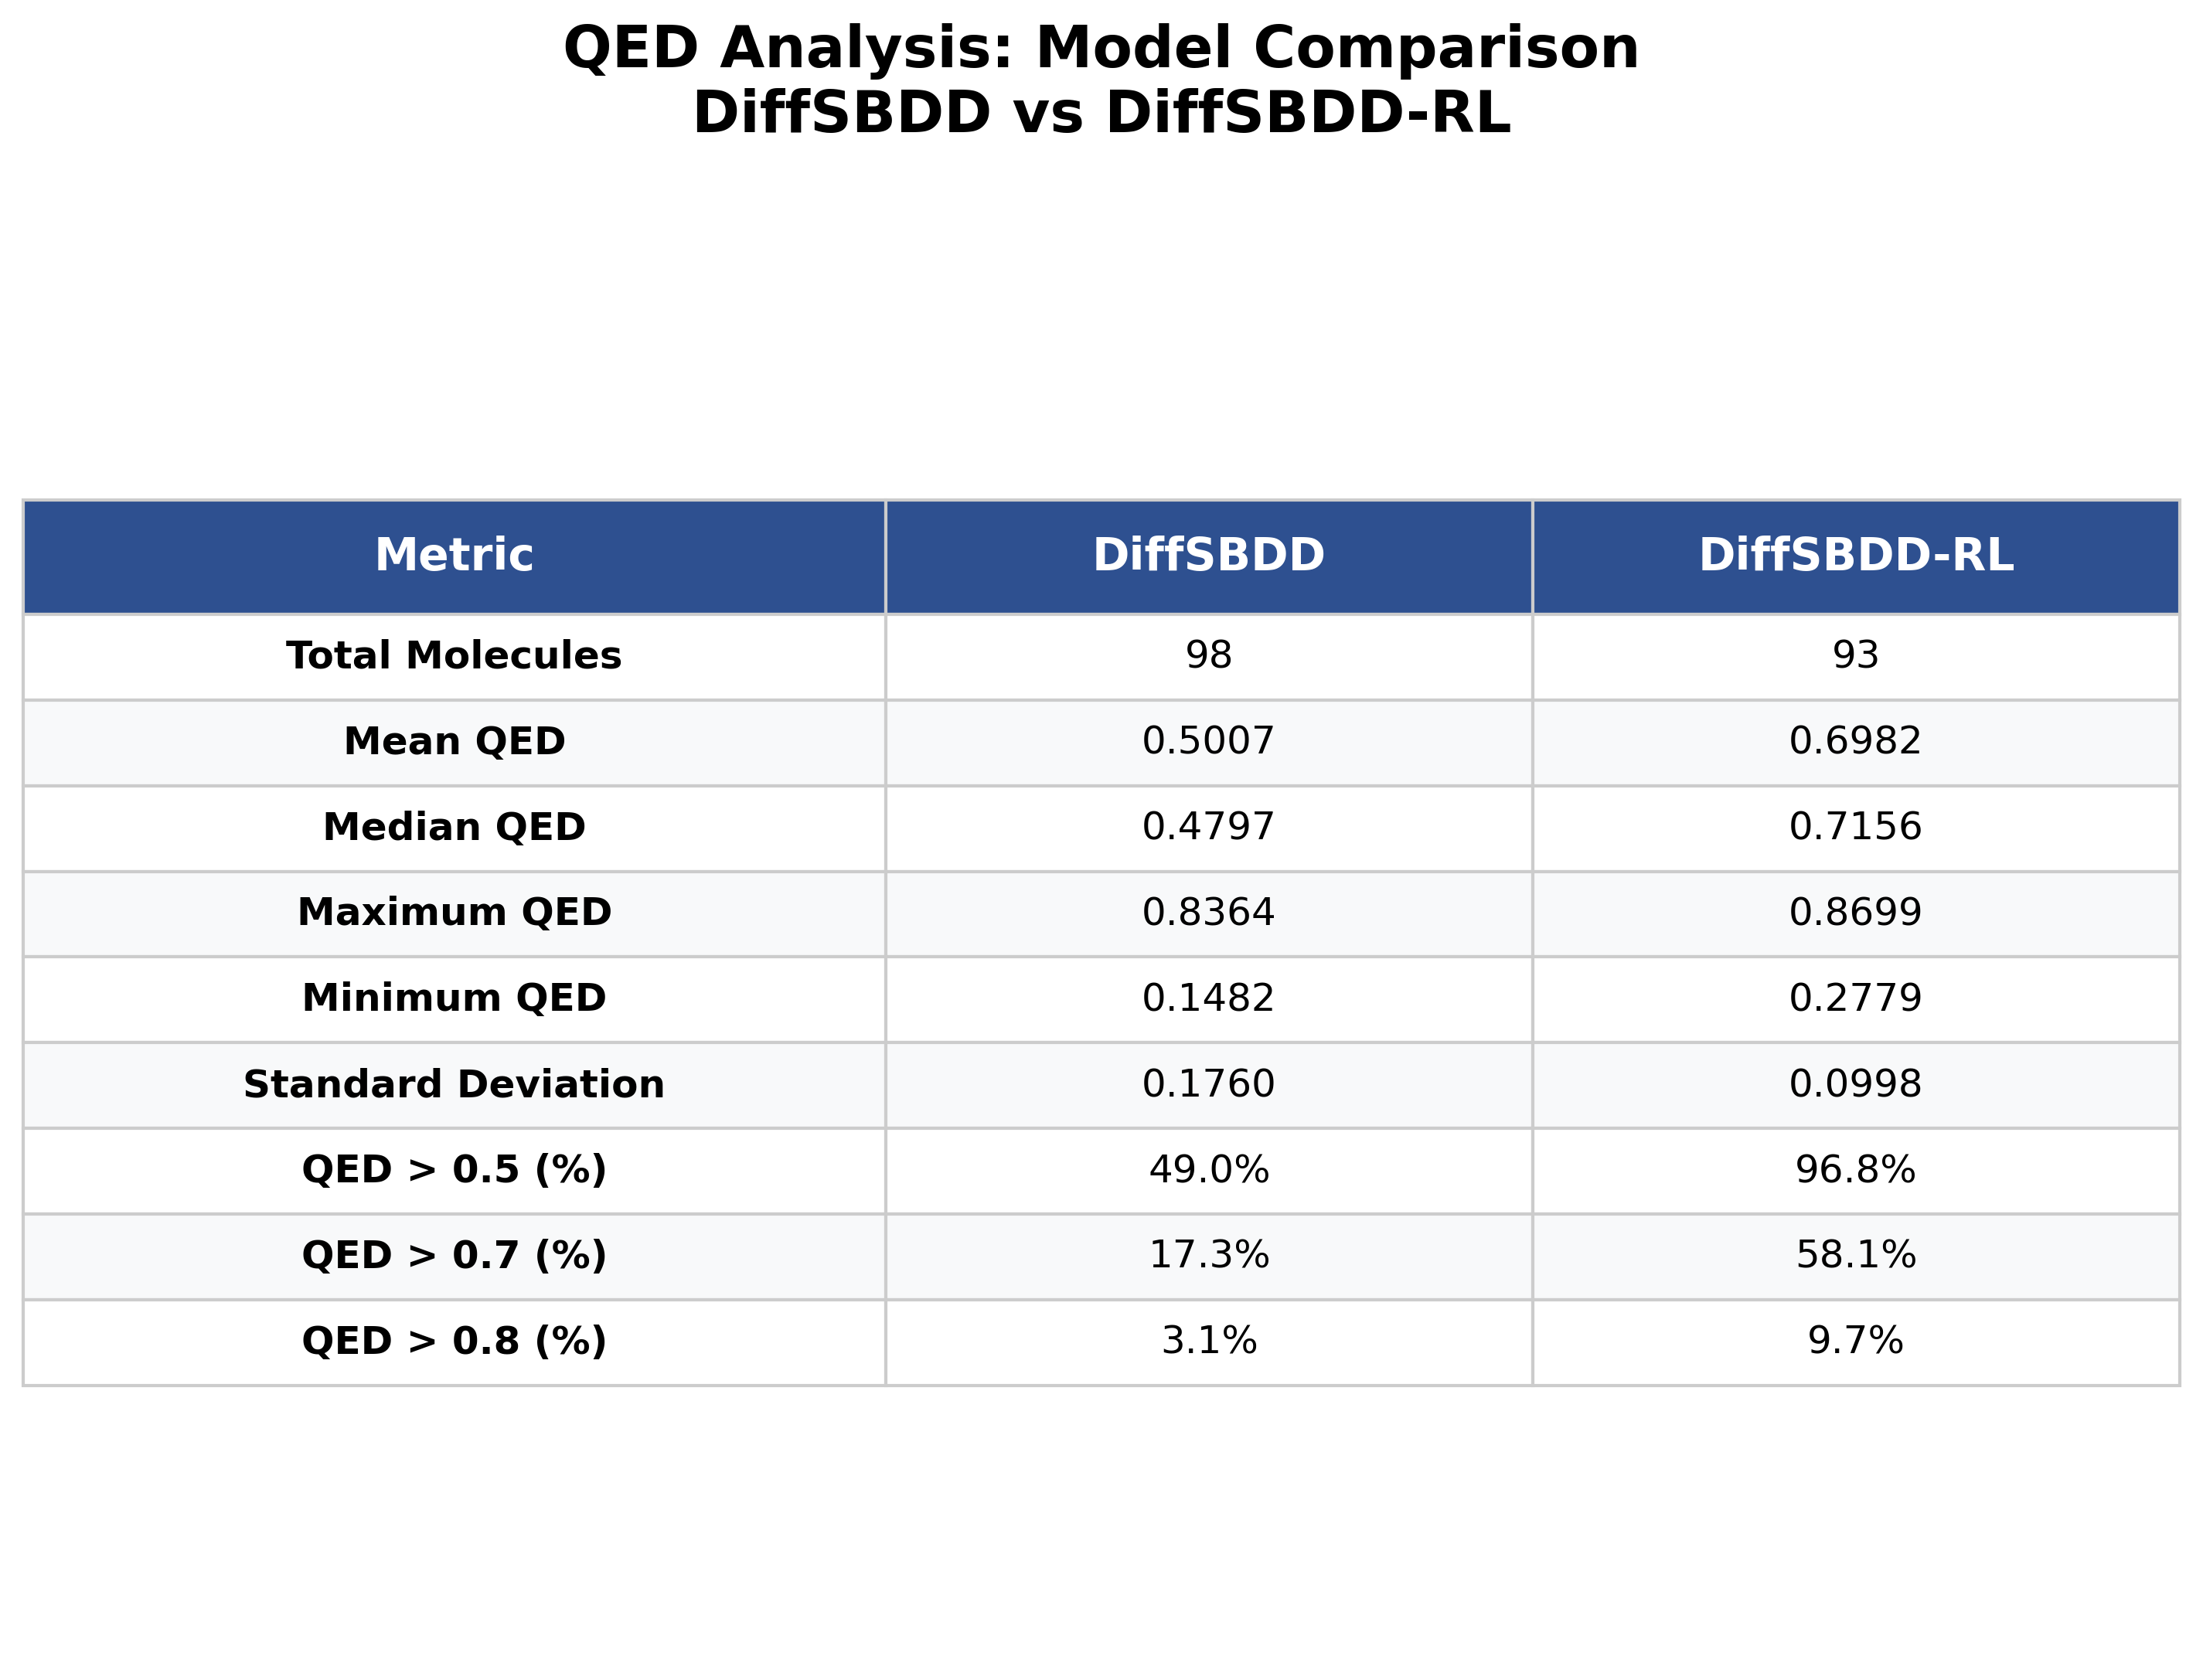 QED Analysis: Model Comparison
DiffSBDD vs DiffSBDD-RL
Metric DiffSBDD DiffSBDD-RL
Total Molecules 98 93
Mean QED 0.5007 0.6982
Median QED 0.4797 0.7156
Maximum QED 0.8364 0.8699
Minimum QED 0.1482 0.2779
Standard Deviation 0.1760 0.0998
QED > 0.5 (%) 49.0% 96.8%
QED > 0.7 (%) 17.3% 58.1%
QED > 0.8 (%) 3.1% 9.7%